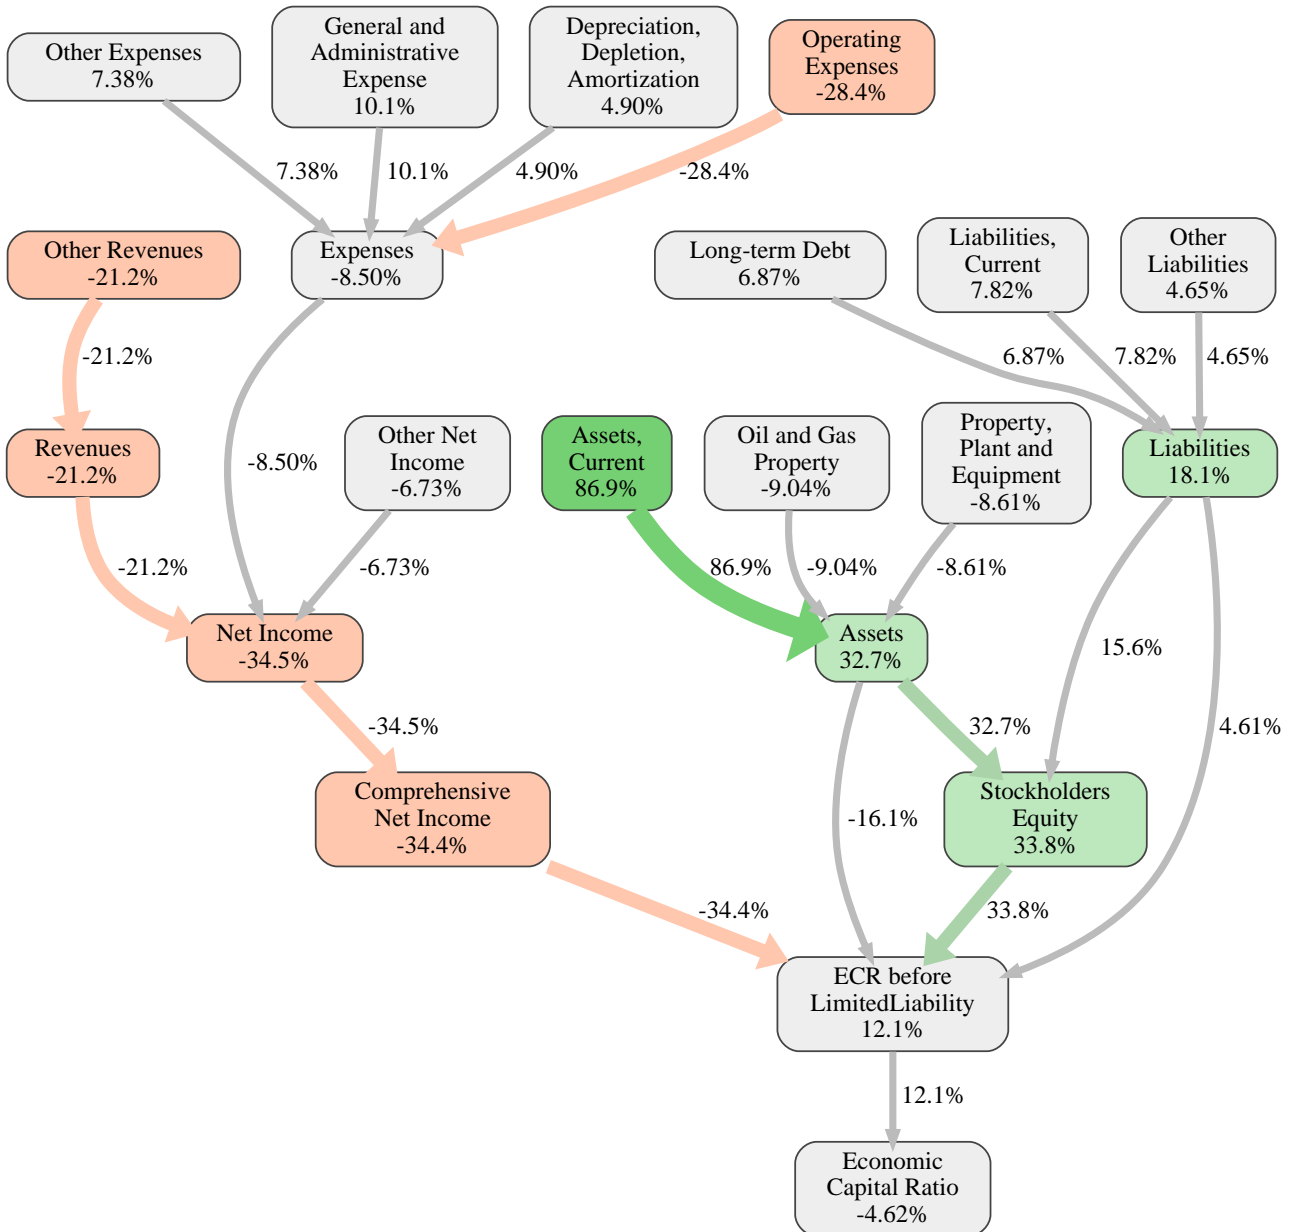 Other Expenses
7.38%
General and
Administrative
Expense
10.1%
Depreciation,
Depletion,
Amortization
4.90%
Operating
Expenses
-28.4%
7.38%
10.1%
4.90%
-28.4%
Other Revenues
-21.2%
Expenses
-8.50%
Long-term Debt
6.87%
Liabilities,
Current
7.82%
Other
Liabilities
4.65%
-21.2%
6.87%
7.82%
4.65%
Revenues
-21.2%
-8.50%
Other Net
Income
-6.73%
Assets,
Current
86.9%
Oil and Gas
Property
-9.04%
Property,
Plant and
Equipment
-8.61%
Liabilities
18.1%
-21.2%
-6.73%
86.9%
-9.04%
-8.61%
Net Income
-34.5%
Assets
32.7%
15.6%
-34.5%
32.7%
4.61%
Comprehensive
Net Income
-34.4%
-16.1%
Stockholders
Equity
33.8%
-34.4%
33.8%
ECR before
LimitedLiability
12.1%
12.1%
Economic
Capital Ratio
-4.62%